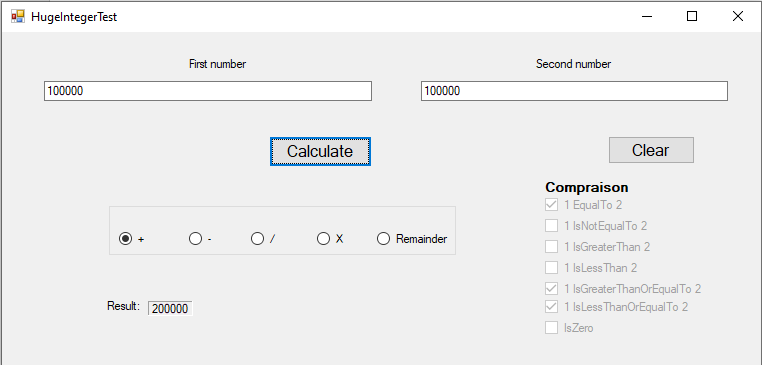 HugeIntegerTest
First number
Second number
100000
100000
Calculate
Clear
Compraison
1 EqualTo 2
1 IsNotEqualTo 2
1 IsGreaterThan 2
1 IsLessThan 2
1 IsGreaterThanOrEqualTo 2
1 IsLessThanOrEqualTo 2
IsZero
+ - / X Remainder
Result: 200000